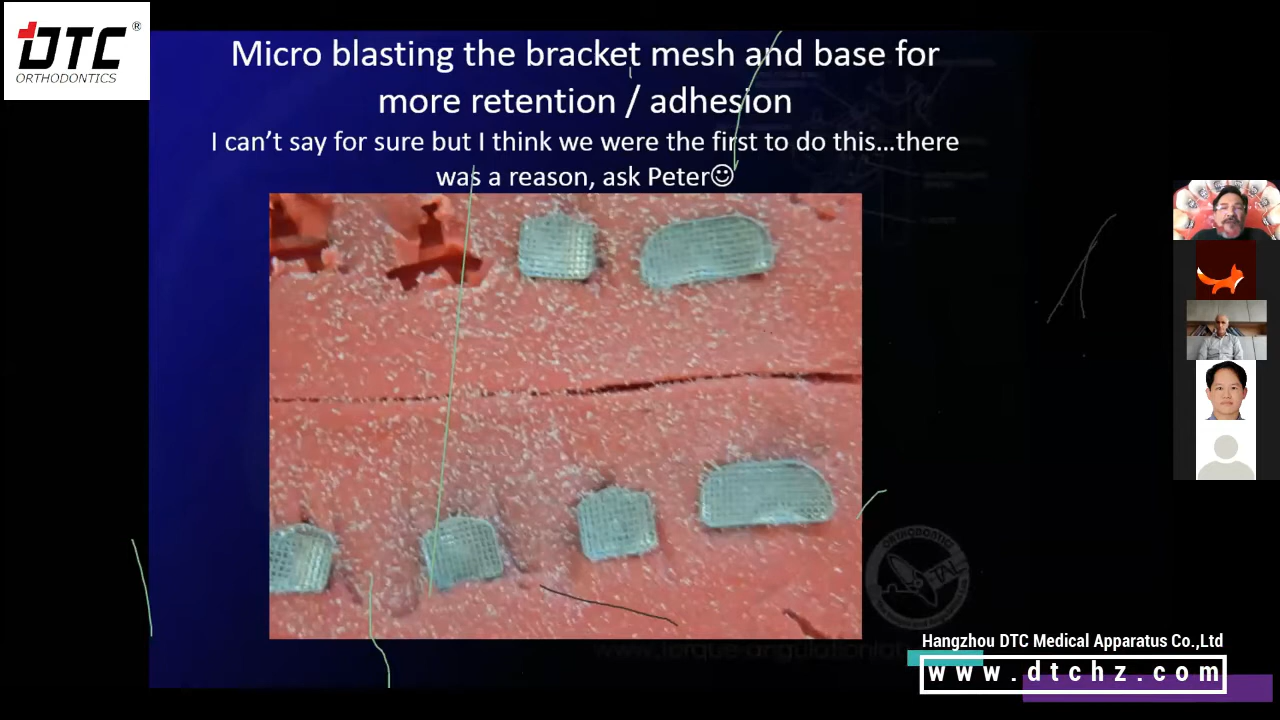 DTC®
ORTHODONTICS
Micro blasting the bracket mesh and base for
more retention / adhesion
I can't say for sure but I think we were the first to do this...there
was a reason, ask Peter☺
ORTHODONTICS
TAL
Hangzhou DTC Medical Apparatus Co.,Ltd
www.dtchz.com